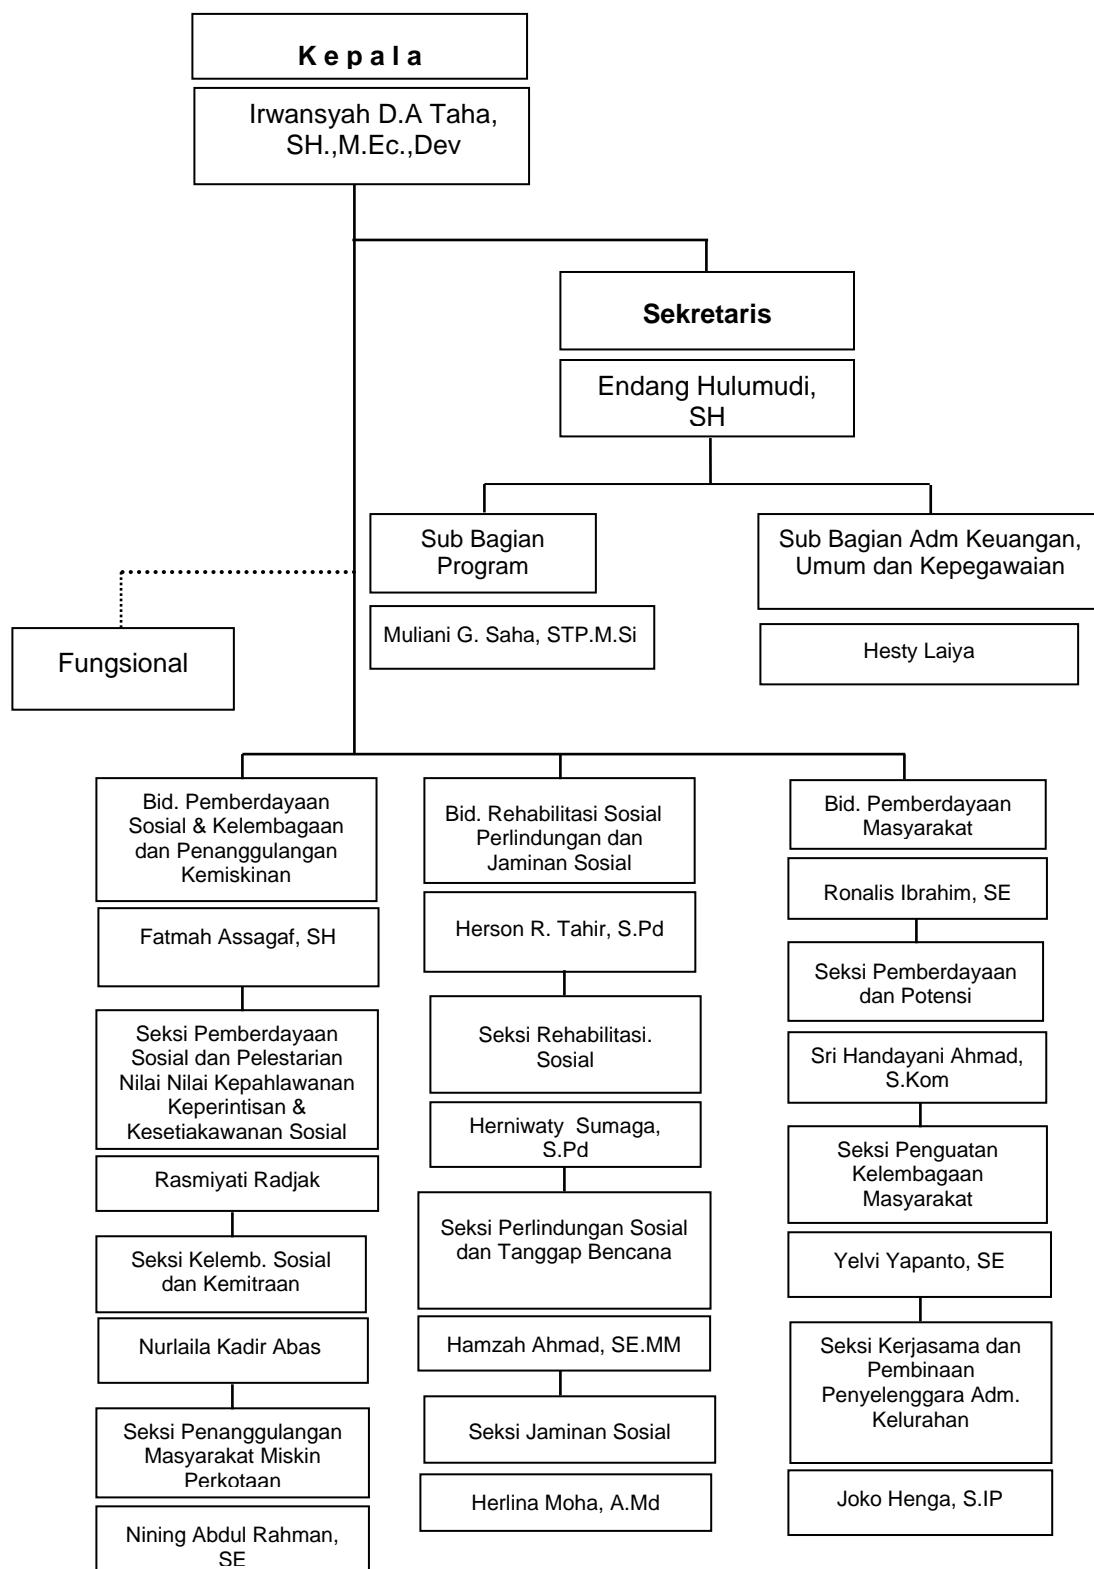 K e p a l a
Irwansyah D.A Taha,
SH.,M.Ec.,Dev
Sekretaris
Endang Hulumudi,
SH
Sub Bagian
Program
Muliani G. Saha, STP.M.Si
Sub Bagian Adm Keuangan,
Umum dan Kepegawaian
Hesty Laiya
Fungsional
Bid. Pemberdayaan
Sosial & Kelembagaan
dan Penanggulangan
Kemiskinan
Fatmah Assagaf, SH
Seksi Pemberdayaan
Sosial dan Pelestarian
Nilai Nilai Kepahlawanan
Keperintisan &
Kesetiakawanan Sosial
Rasmiyati Radjak
Seksi Kelemb. Sosial
dan Kemitraan
Nurlaila Kadir Abas
Seksi Penanggulangan
Masyarakat Miskin
Perkotaan
Nining Abdul Rahman,
SE
Bid. Rehabilitasi Sosial
Perlindungan dan
Jaminan Sosial
Herson R. Tahir, S.Pd
Seksi Rehabilitasi.
Sosial
Herniwaty Sumaga,
S.Pd
Seksi Perlindungan Sosial
dan Tanggap Bencana
Hamzah Ahmad, SE.MM
Seksi Jaminan Sosial
Herlina Moha, A.Md
Bid. Pemberdayaan
Masyarakat
Ronalis Ibrahim, SE
Seksi Pemberdayaan
dan Potensi
Sri Handayani Ahmad,
S.Kom
Seksi Penguatan
Kelembagaan
Masyarakat
Yelvi Yapanto, SE
Seksi Kerjasama dan
Pembinaan
Penyelenggara Adm.
Kelurahan
Joko Henga, S.IP